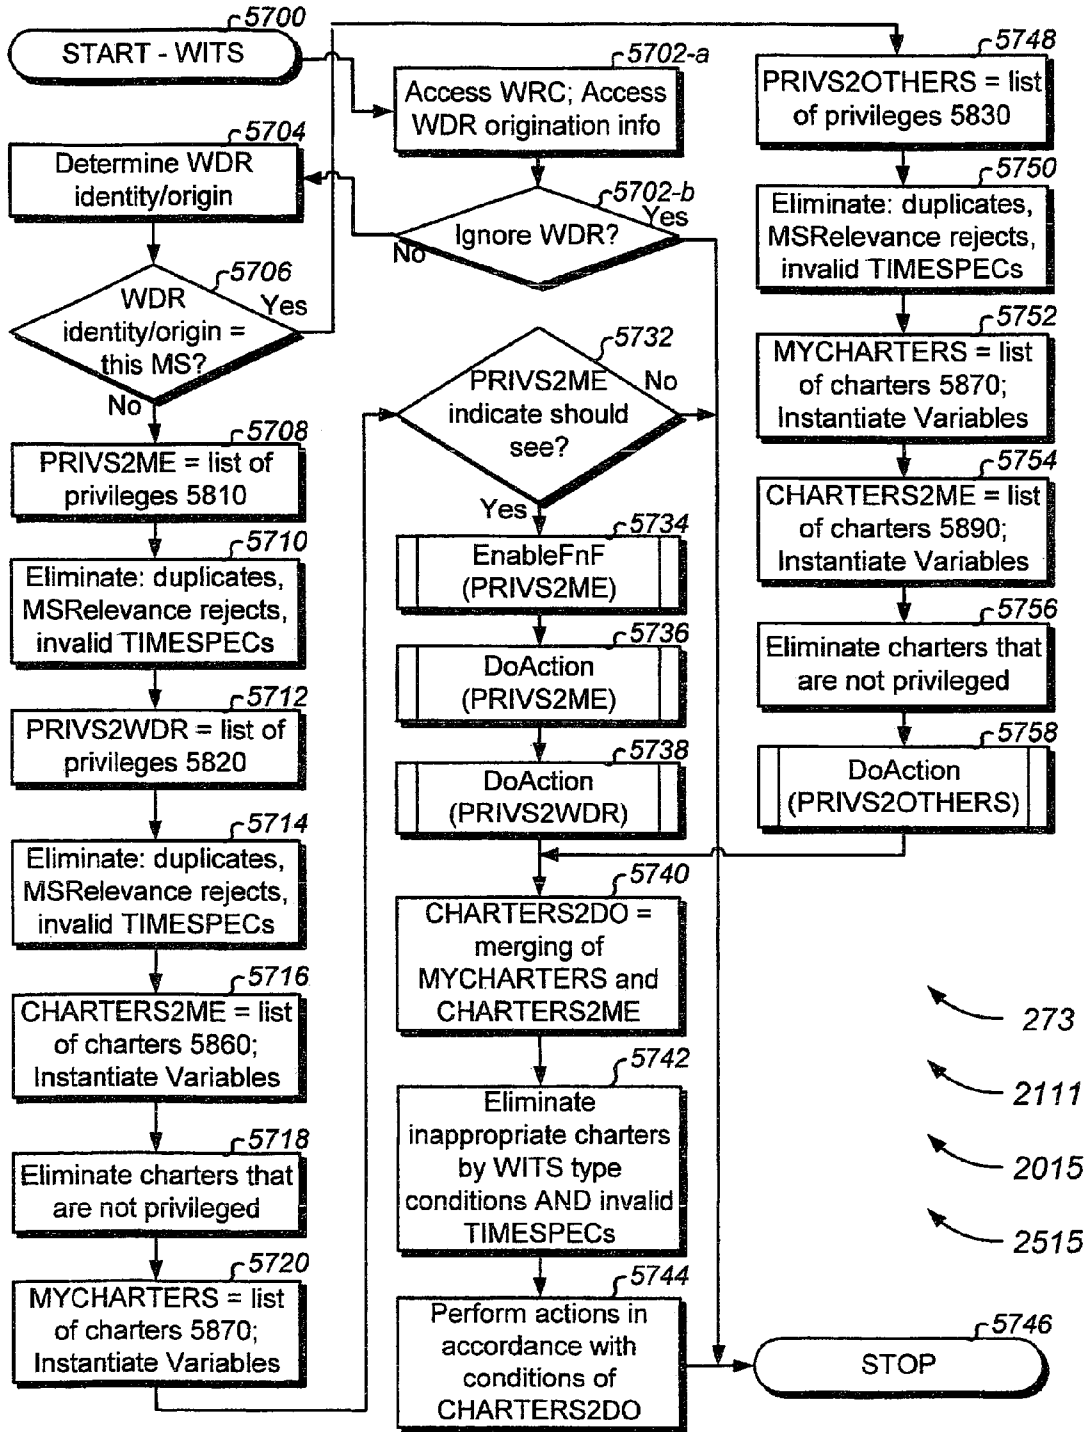 5700
START - WITS
5702-a
Access WRC; Access
WDR origination info
5702-b
Ignore WDR?
Yes
No
5704
Determine WDR
identity/origin
5706
WDR
identity/origin =
this MS?
Yes
No
5708
PRIVS2ME = list of
privileges 5810
5710
Eliminate: duplicates,
MSRelevance rejects,
invalid TIMESPECs
5712
PRIVS2WDR = list of
privileges 5820
5714
Eliminate: duplicates,
MSRelevance rejects,
invalid TIMESPECs
5716
CHARTERS2ME = list
of charters 5860;
Instantiate Variables
5718
Eliminate charters that
are not privileged
5720
MYCHARTERS = list
of charters 5870;
Instantiate Variables
5732
PRIVS2ME
indicate should
see?
No
Yes
5734
EnableFnF
(PRIVS2ME)
5736
DoAction
(PRIVS2ME)
5738
DoAction
(PRIVS2WDR)
5740
CHARTERS2DO =
merging of
MYCHARTERS and
CHARTERS2ME
5742
Eliminate
inappropriate charters
by WITS type
conditions AND invalid
TIMESPECs
5744
Perform actions in
accordance with
conditions of
CHARTERS2DO
5748
PRIVS2OTHERS = list
of privileges 5830
5750
Eliminate: duplicates,
MSRelevance rejects,
invalid TIMESPECs
5752
MYCHARTERS = list
of charters 5870;
Instantiate Variables
5754
CHARTERS2ME = list
of charters 5890;
Instantiate Variables
5756
Eliminate charters that
are not privileged
5758
DoAction
(PRIVS2OTHERS)
273
2111
2015
2515
5746
STOP